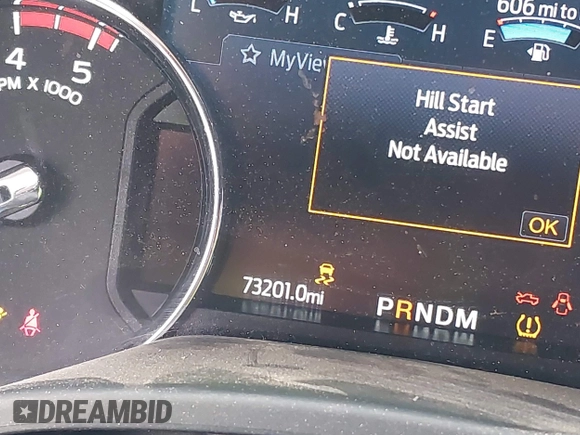 606 mi to
L H
C H
E
4 5
PM X 1000
MyVie
Hill Start
Assist
Not Available
OK
73201.0mi
PRNDM
DREAMBID